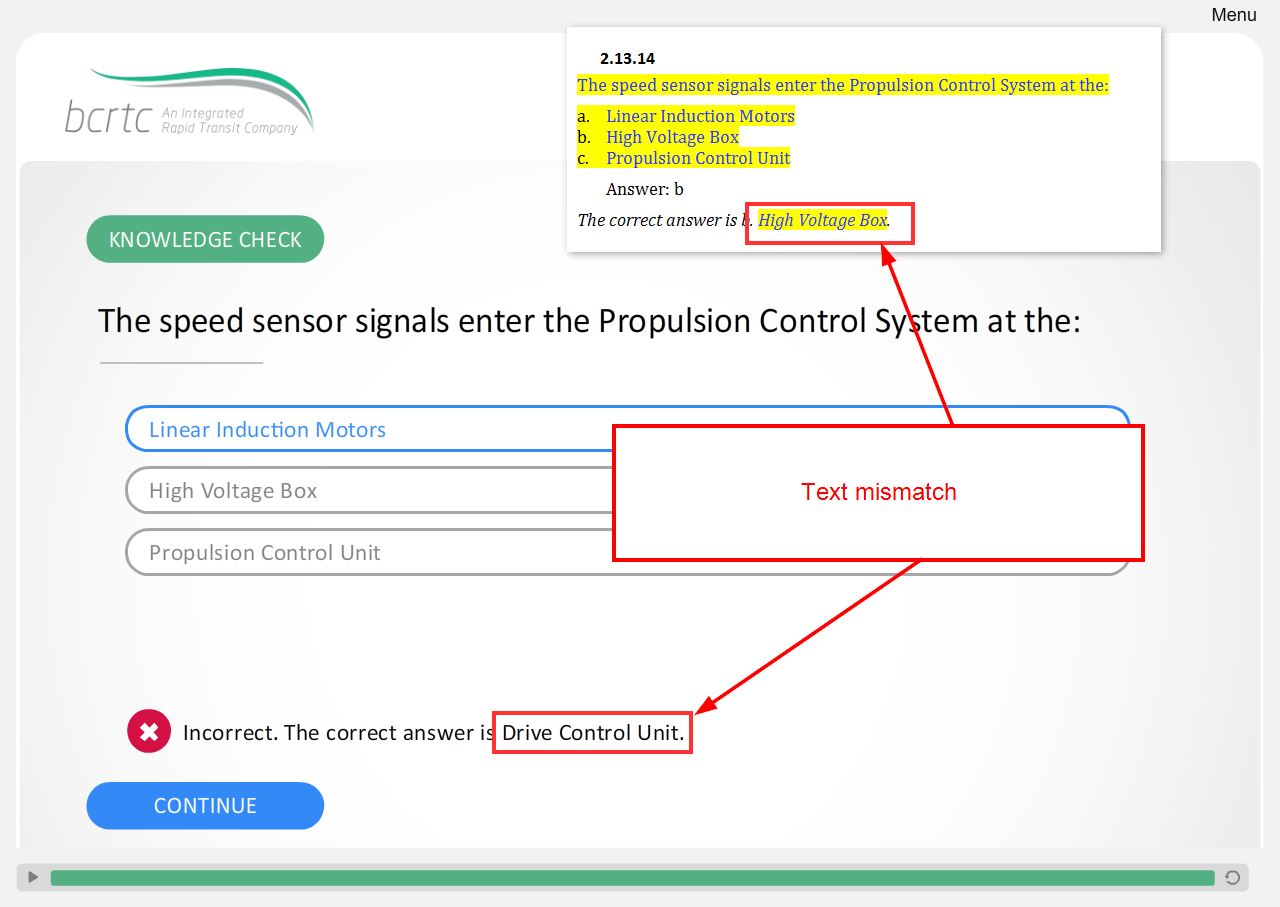 Menu
bcrtc An Integrated
Rapid Transit Company
2.13.14
The speed sensor signals enter the Propulsion Control System at the:
a. Linear Induction Motors
b. High Voltage Box
c. Propulsion Control Unit
Answer: b
The correct answer is b. High Voltage Box.
KNOWLEDGE CHECK
The speed sensor signals enter the Propulsion Control System at the:
Linear Induction Motors
High Voltage Box
Propulsion Control Unit
Text mismatch
Incorrect. The correct answer is Drive Control Unit.
CONTINUE